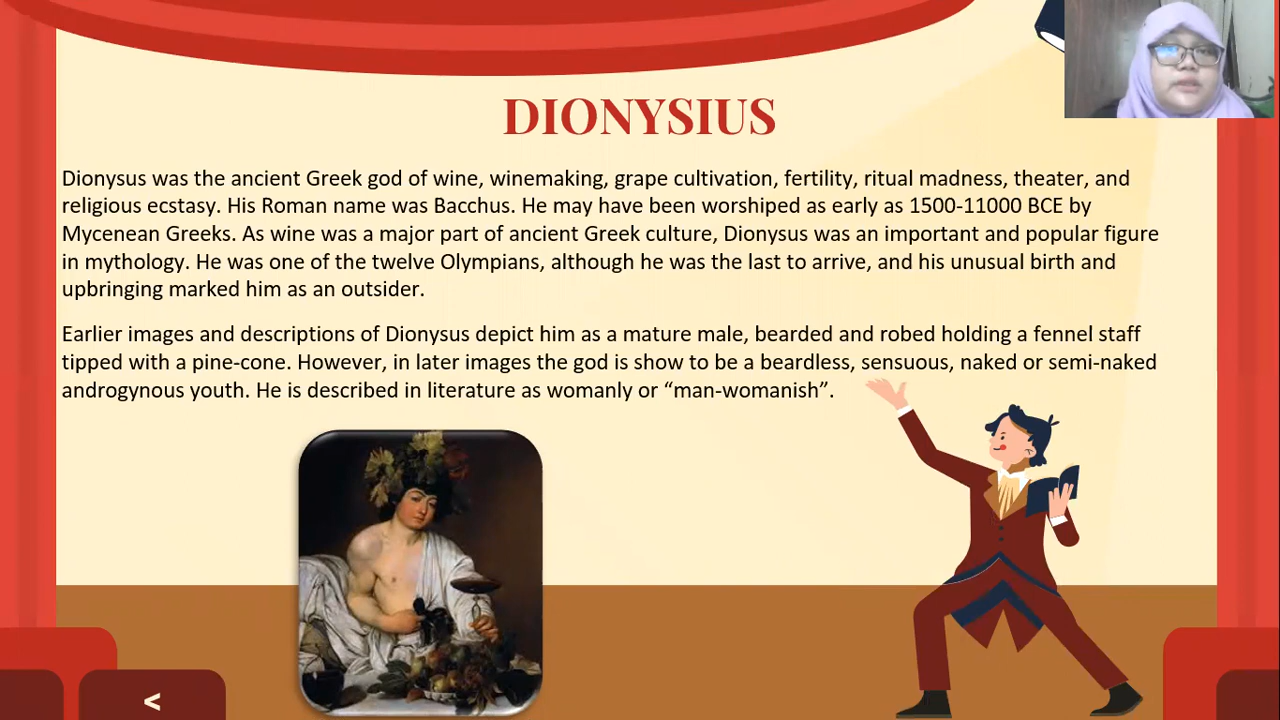 DIONYSIUS
Dionysus was the ancient Greek god of wine, winemaking, grape cultivation, fertility, ritual madness, theater, and
religious ecstasy. His Roman name was Bacchus. He may have been worshiped as early as 1500-11000 BCE by
Mycenean Greeks. As wine was a major part of ancient Greek culture, Dionysus was an important and popular figure
in mythology. He was one of the twelve Olympians, although he was the last to arrive, and his unusual birth and
upbringing marked him as an outsider.
Earlier images and descriptions of Dionysus depict him as a mature male, bearded and robed holding a fennel staff
tipped with a pine-cone. However, in later images the god is show to be a beardless, sensuous, naked or semi-naked
androgynous youth. He is described in literature as womanly or “man-womanish”.
<